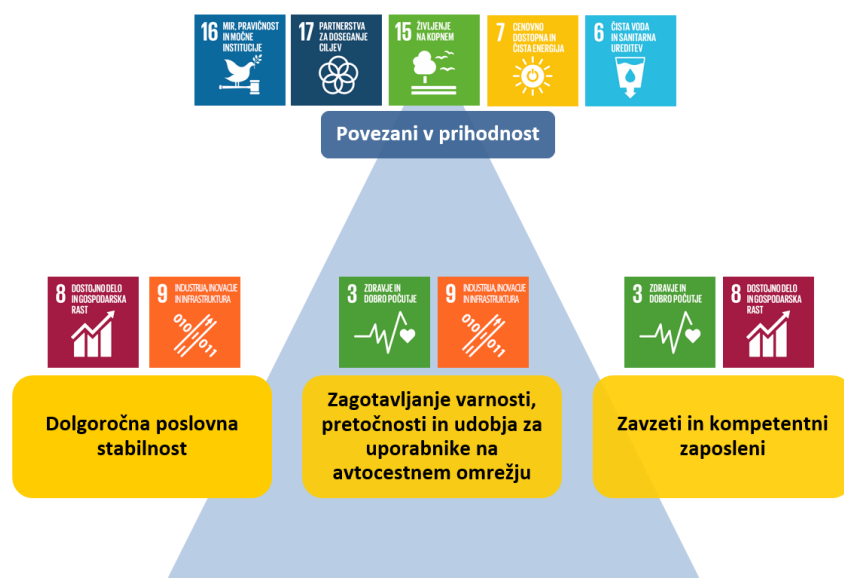 16 MIR, PRAVIČNOST
IN MOČNE
INSTITUCIJE
17 PARTNERSTVA
ZA DOSEGANJE
CILJEV
15 ŽIVLJENJE
NA KOPNEM
7 CENOVNO
DOSTOPNA IN
ČISTA ENERGIJA
6 ČISTA VODA
IN SANITARNA
UREDITEV
Povezani v prihodnost
8 DOSTOJNO DELO
IN GOSPODARSKA
RAST
9 INDUSTRIJA, INOVACIJE
IN INFRASTRUKTURA
010
011
3 ZDRAVJE IN
DOBRO POČUTJE
9 INDUSTRIJA, INOVACIJE
IN INFRASTRUKTURA
010
011
3 ZDRAVJE IN
DOBRO POČUTJE
8 DOSTOJNO DELO
IN GOSPODARSKA
RAST
Dolgoročna poslovna
stabilnost
Zagotavljanje varnosti,
pretočnosti in udobja za
uporabnike na
avtocestnem omrežju
Zavzeti in kompetentni
zaposleni